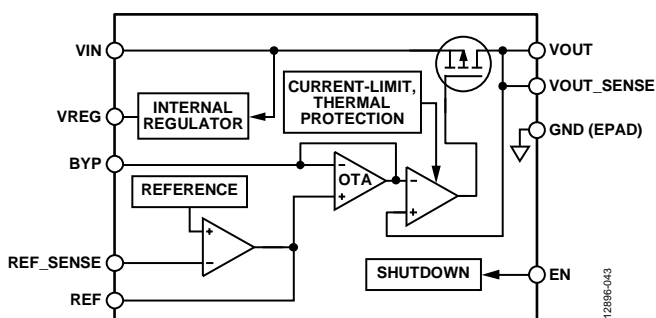 VIN
VOUT
CURRENT-LIMIT,
THERMAL
PROTECTION
VOUT_SENSE
VREG
INTERNAL
REGULATOR
GND (EPAD)
BYP
–
OTA
+
–
+
REFERENCE
+
–
REF_SENSE
SHUTDOWN
EN
REF
12896-043